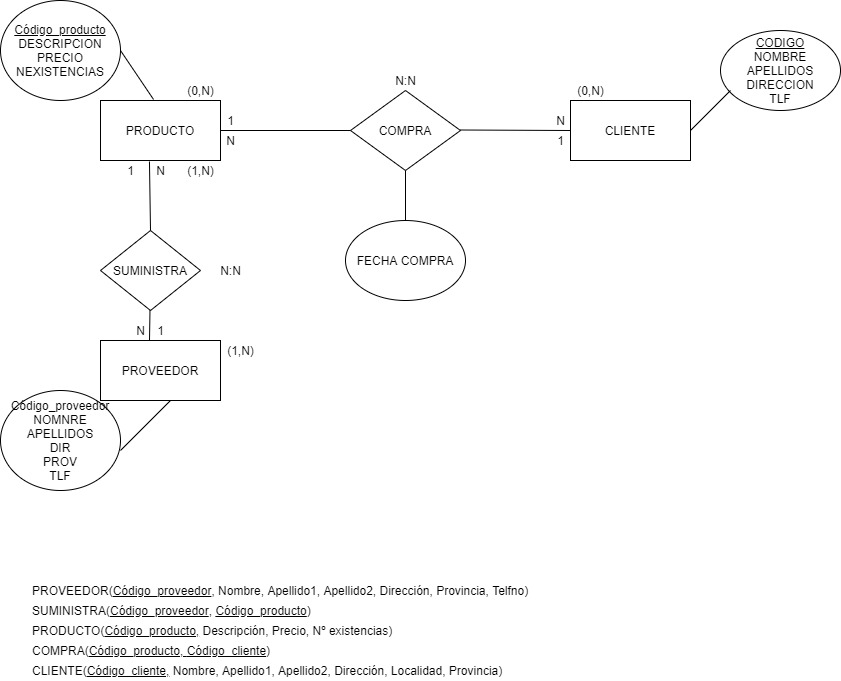 Código_producto
DESCRIPCION
PRECIO
NEXISTENCIAS
CODIGO
NOMBRE
APELLIDOS
DIRECCION
TLF
(0,N)
N:N
(0,N)
PRODUCTO
1
N
COMPRA
N
1
CLIENTE
1 N (1,N)
FECHA COMPRA
SUMINISTRA
N:N
N 1
(1,N)
PROVEEDOR
Código_proveedor
NOMNRE
APELLIDOS
DIR
PROV
TLF
PROVEEDOR(Código_proveedor, Nombre, Apellido1, Apellido2, Dirección, Provincia, Telfno)
SUMINISTRA(Código_proveedor, Código_producto)
PRODUCTO(Código_producto, Descripción, Precio, Nº existencias)
COMPRA(Código_producto, Código_cliente)
CLIENTE(Código_cliente, Nombre, Apellido1, Apellido2, Dirección, Localidad, Provincia)